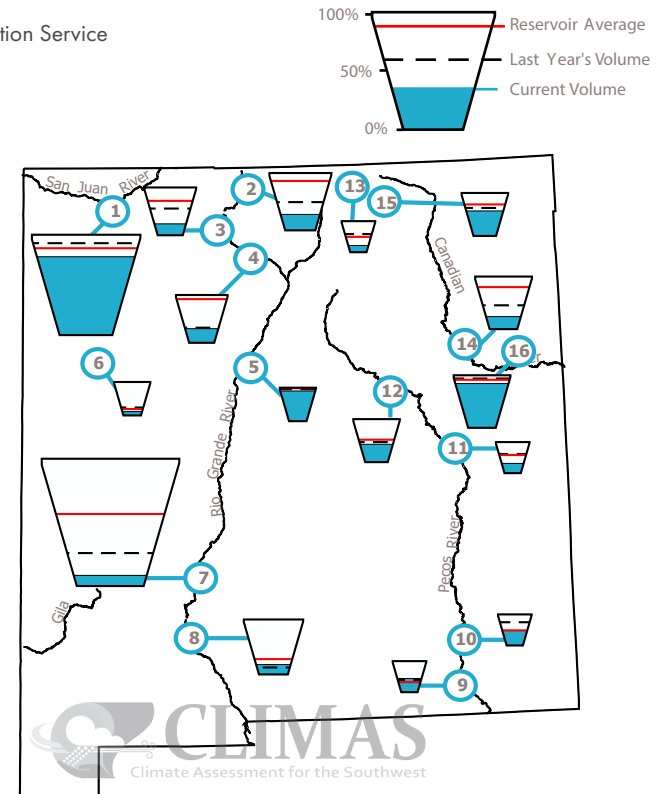 tion Service
100%
Reservoir Average
Last Year's Volume
50%
Current Volume
0%
San Juan River
1
2
3
4
13
15
Canadian
14
16
er
6
5
12
11
Rio Grande River
Pecos River
7
Gila
8
10
9
CLIMAS
Climate Assessment for the Southwest